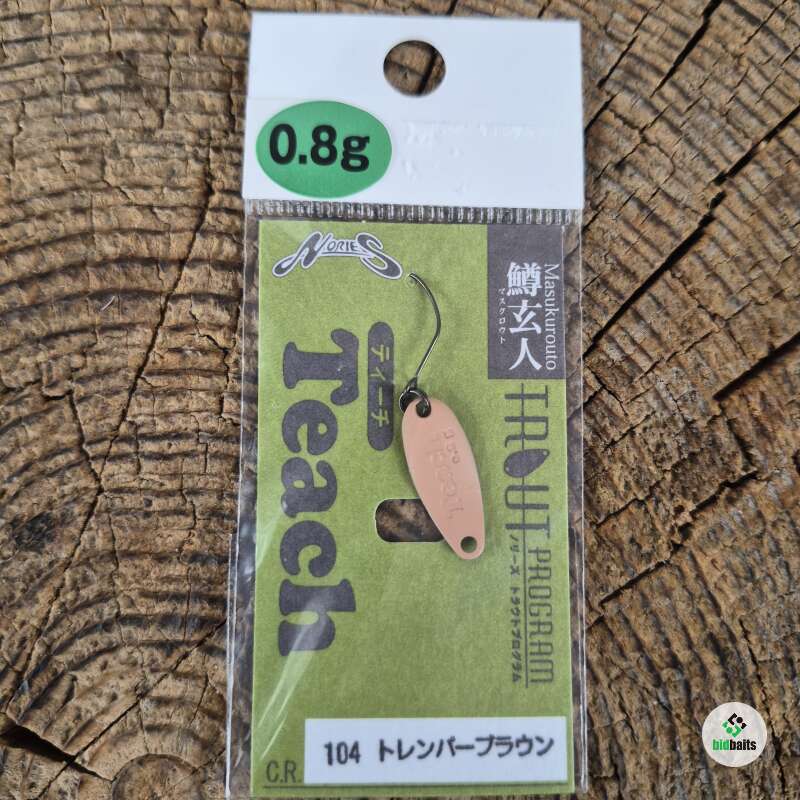 0.8g
NORIES
Masukurouto
鱒玄人
マスクロウト
ティーチ
Teach
TROUT PROGRAM
ノリーズ トラウトプログラム
C.R.
104 トレンパーブラウン
bidbaits